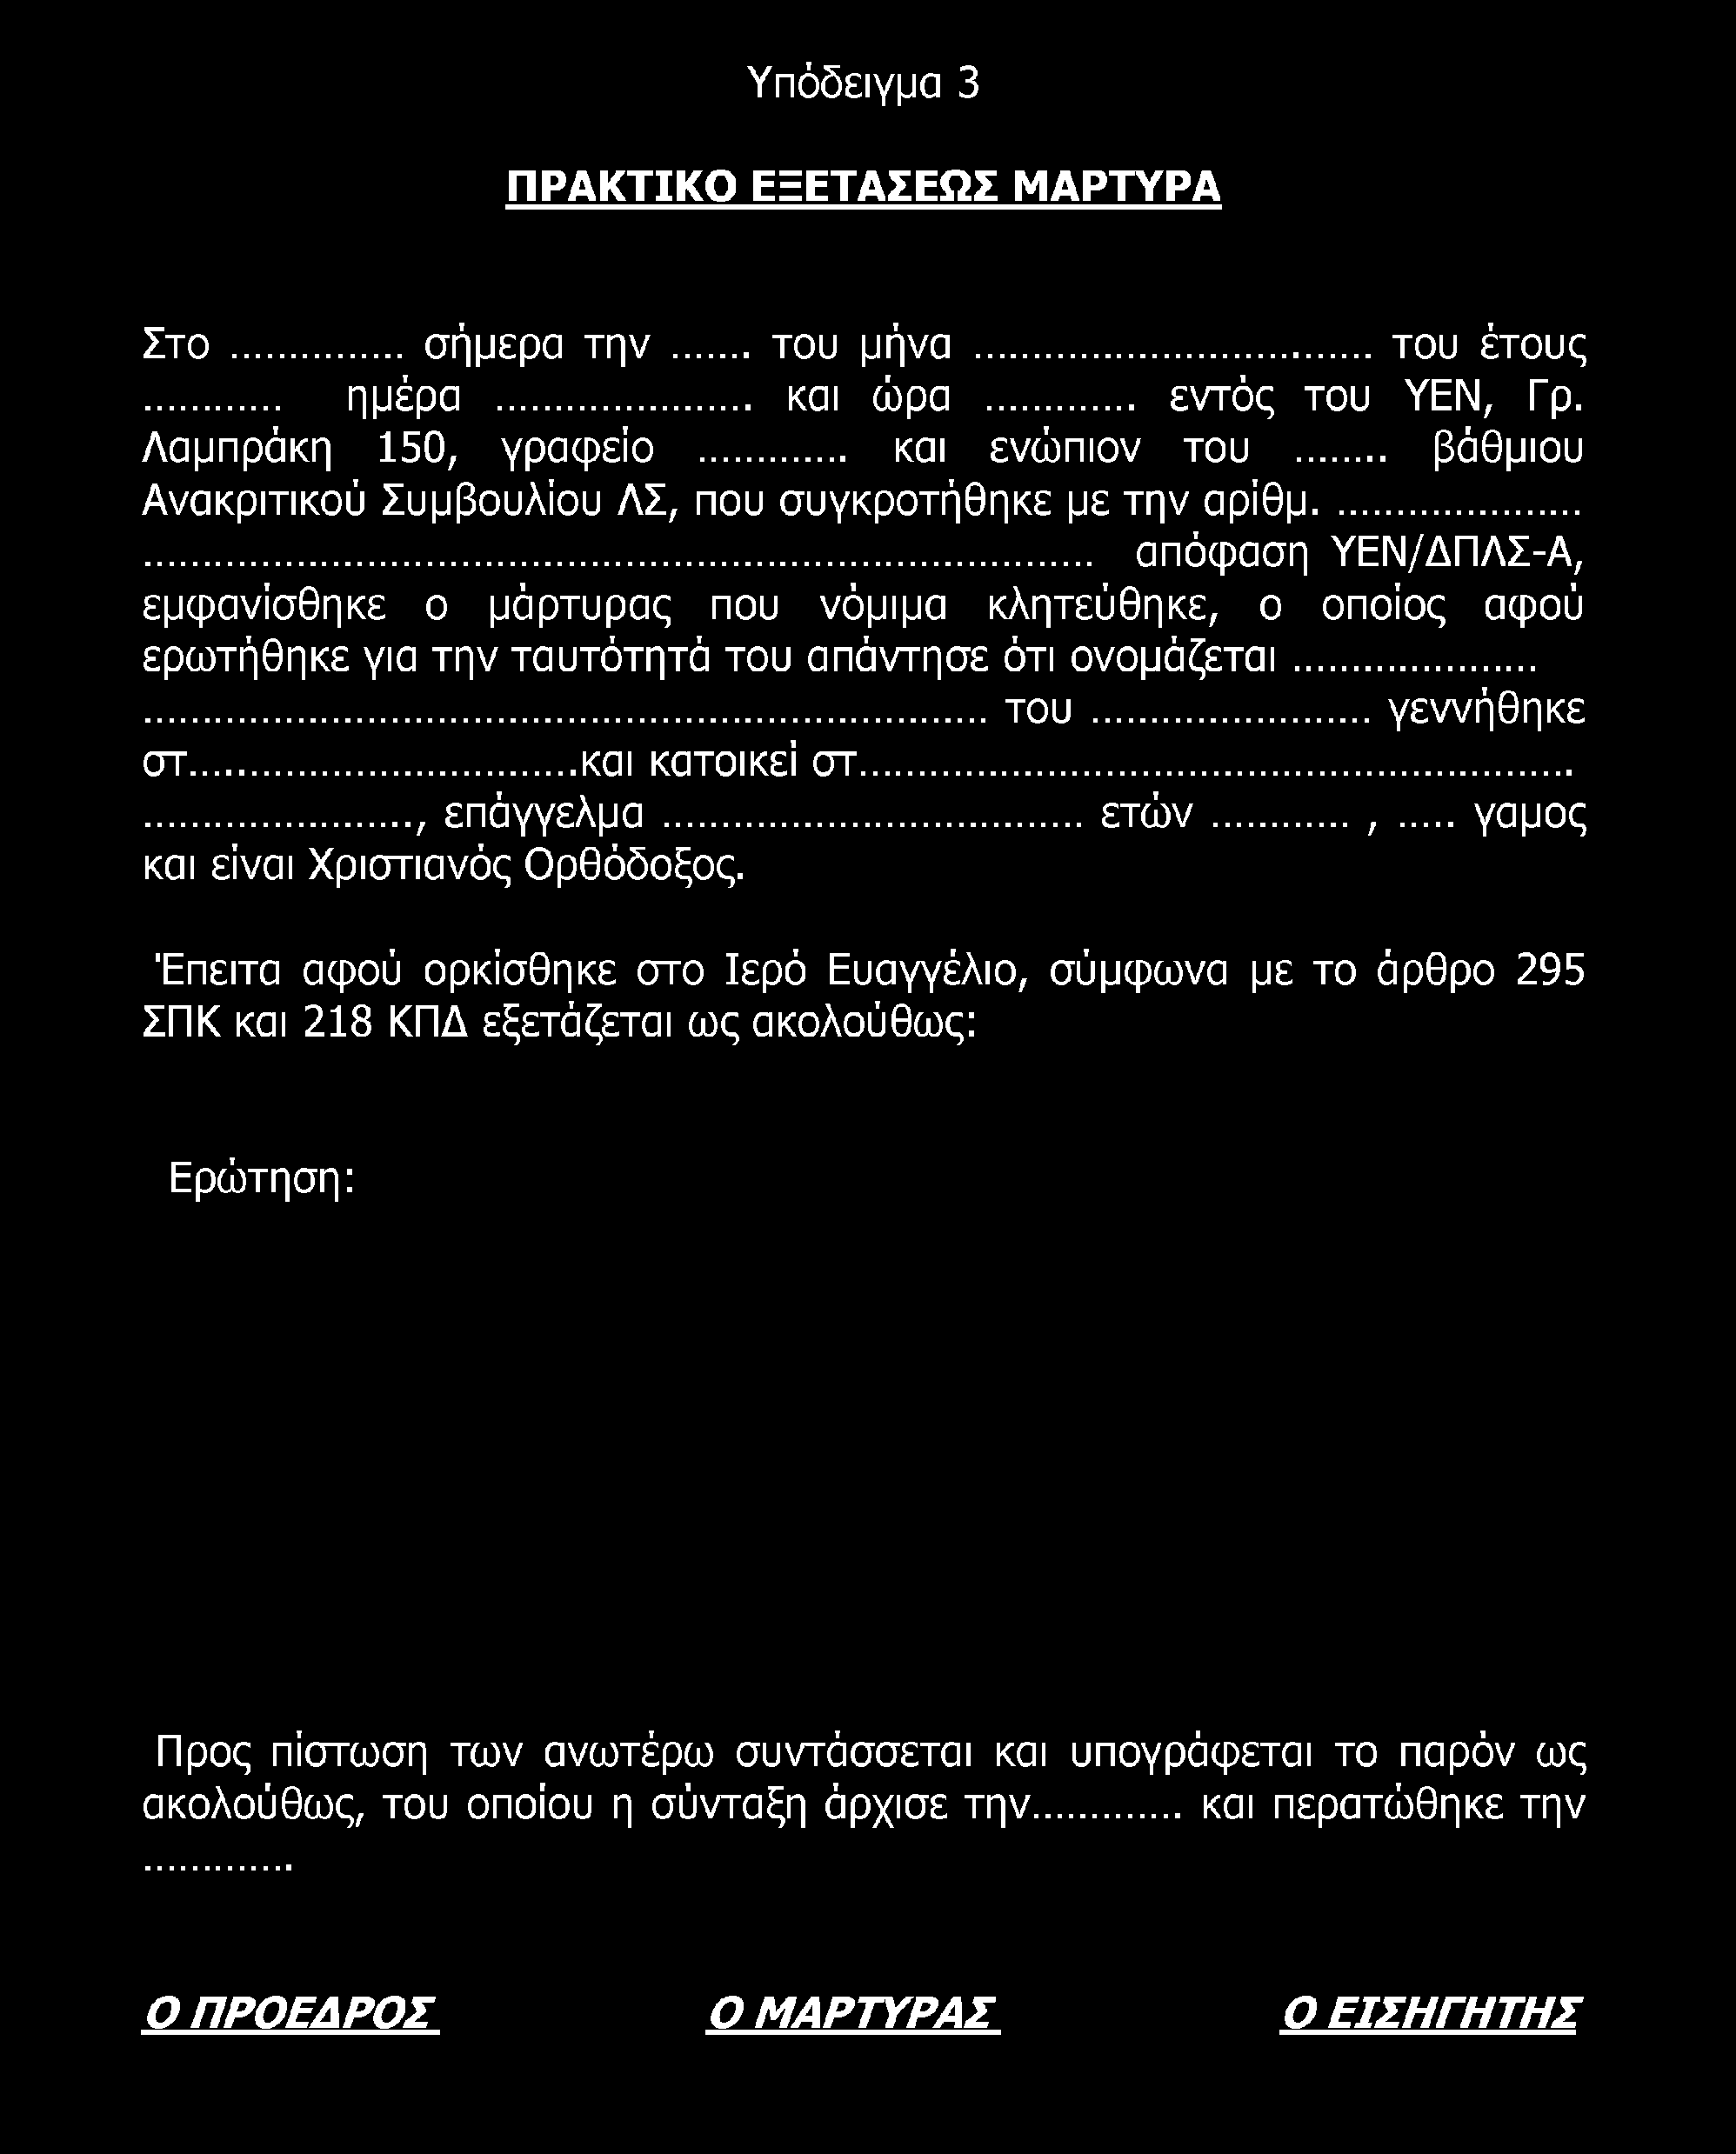 Υπόδειγμα 3
ΠΡΑΚΤΙΚΟ ΕΞΕΤΑΣΕΩΣ ΜΑΡΤΥΡΑ
Στο ............... σήμερα την ....... του μήνα .................................. του έτους
............ ημέρα ...................... και ώρα ............. εντός του ΥΕΝ, Γρ.
Λαμπράκη 150, γραφείο ............. και ενώπιον του ........ βάθμιου
Ανακριτικού Συμβουλίου ΛΣ, που συγκροτήθηκε με την αρίθμ. .....................
................................................................................. απόφαση ΥΕΝ/ΔΠΛΣ-Α,
εμφανίσθηκε ο μάρτυρας που νόμιμα κλητεύθηκε, ο οποίος αφού
ερωτήθηκε για την ταυτότητά του απάντησε ότι ονομάζεται .....................
........................................................................ του ........................ γεννήθηκε
στ.................................και κατοικεί στ.............................................................
......................., επάγγελμα .................................... ετών ............ , ..... γαμος
και είναι Χριστιανός Ορθόδοξος.
Έπειτα αφού ορκίσθηκε στο Ιερό Ευαγγέλιο, σύμφωνα με το άρθρο 295
ΣΠΚ και 218 ΚΠΔ εξετάζεται ως ακολούθως:
Ερώτηση:
Προς πίστωση των ανωτέρω συντάσσεται και υπογράφεται το παρόν ως
ακολούθως, του οποίου η σύνταξη άρχισε την............. και περατώθηκε την
.............
Ο ΠΡΟΕΔΡΟΣ Ο ΜΑΡΤΥΡΑΣ Ο ΕΙΣΗΓΗΤΗΣ